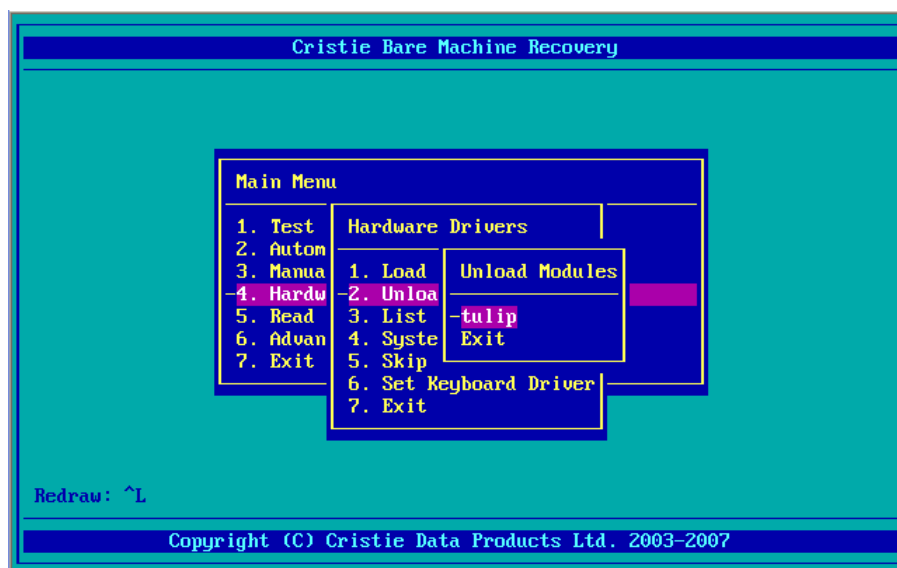 Cristie Bare Machine Recovery
Main Menu
1. Test
2. Autom
3. Manua
-4. Hardw
5. Read
6. Advan
7. Exit
Hardware Drivers
1. Load
-2. Unloa
3. List
4. Syste
5. Skip
6. Set Keyboard Driver
7. Exit
Unload Modules
-tulip
Exit
Redraw: ^L
Copyright (C) Cristie Data Products Ltd. 2003-2007